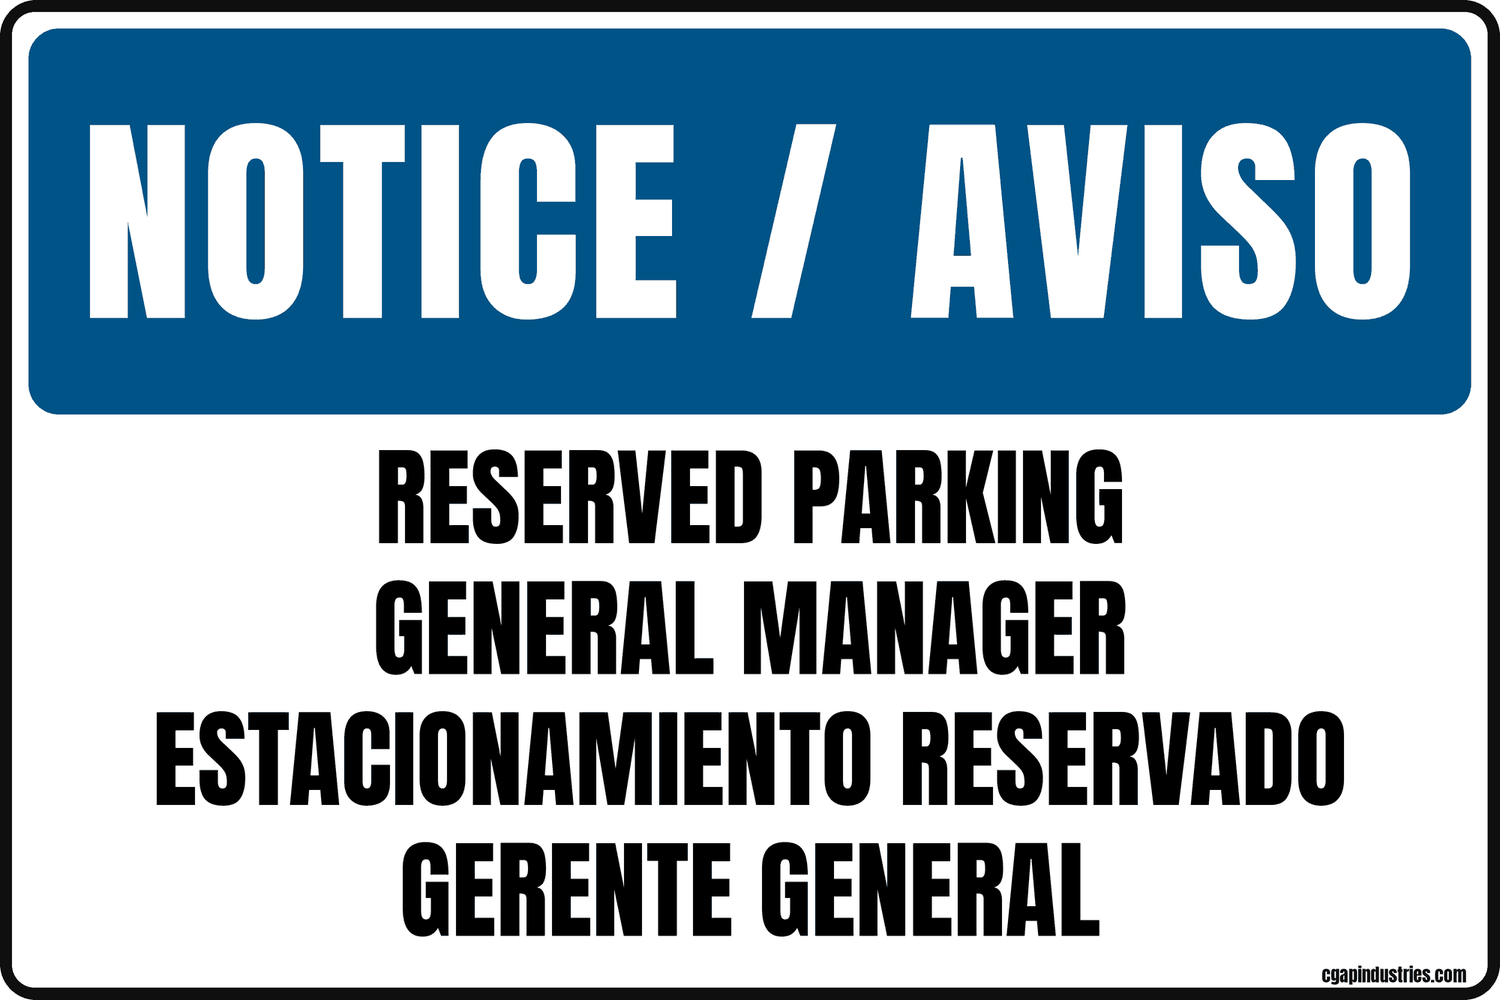 NOTICE / AVISO
RESERVED PARKING
GENERAL MANAGER
ESTACIONAMIENTO RESERVADO
GERENTE GENERAL
cgapindustries.com